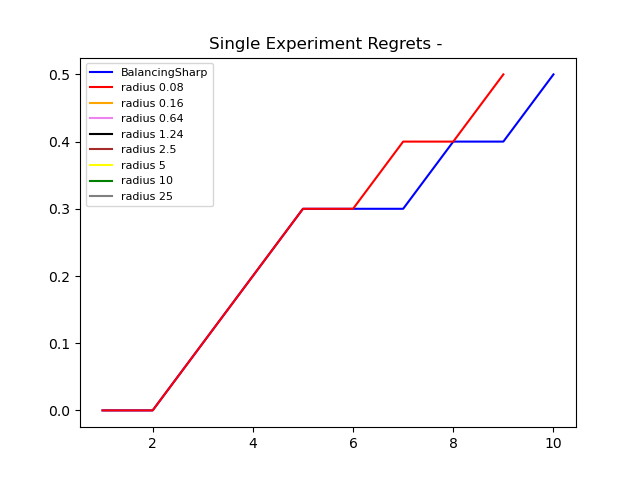 Single Experiment Regrets -
BalancingSharp
radius 0.08
radius 0.16
radius 0.64
radius 1.24
radius 2.5
radius 5
radius 10
radius 25
0.5
0.4
0.3
0.2
0.1
0.0
2 4 6 8 10